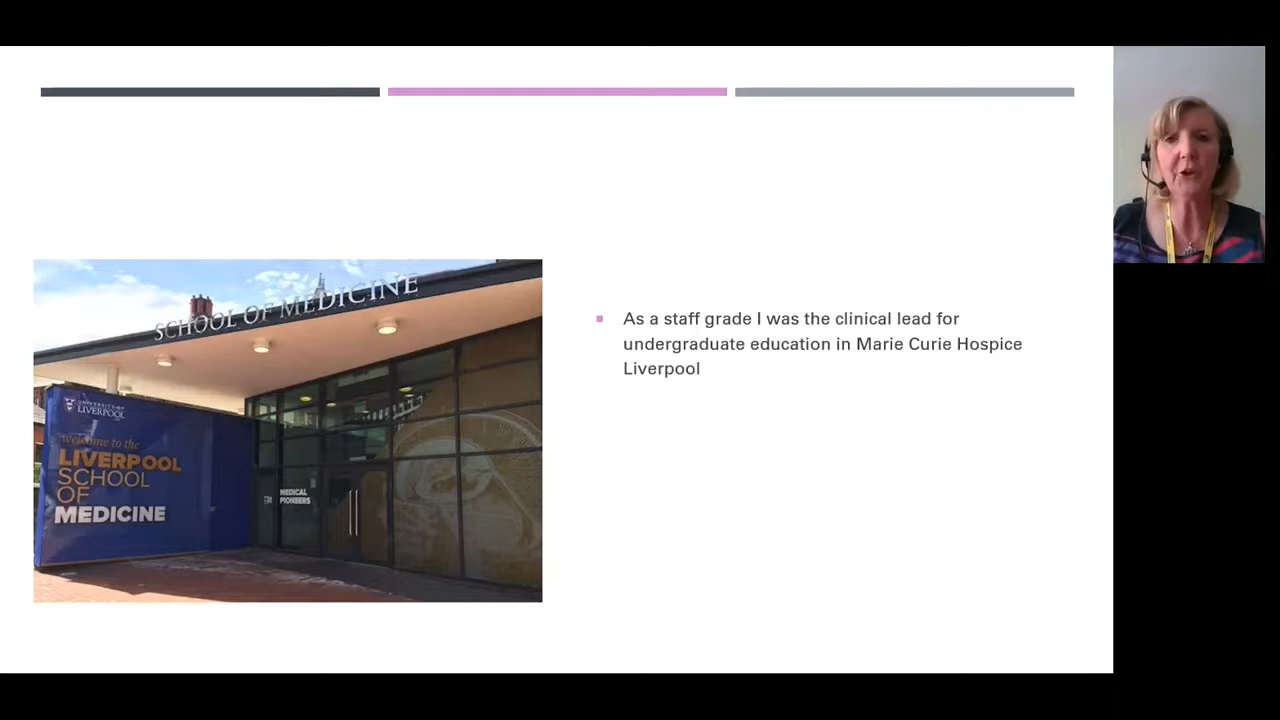 SCHOOL OF MEDICINE
UNIVERSITY OF
LIVERPOOL
welcome to the
LIVERPOOL
SCHOOL
OF
MEDICINE
MEDICAL
PIONEERS
As a staff grade I was the clinical lead for
undergraduate education in Marie Curie Hospice
Liverpool